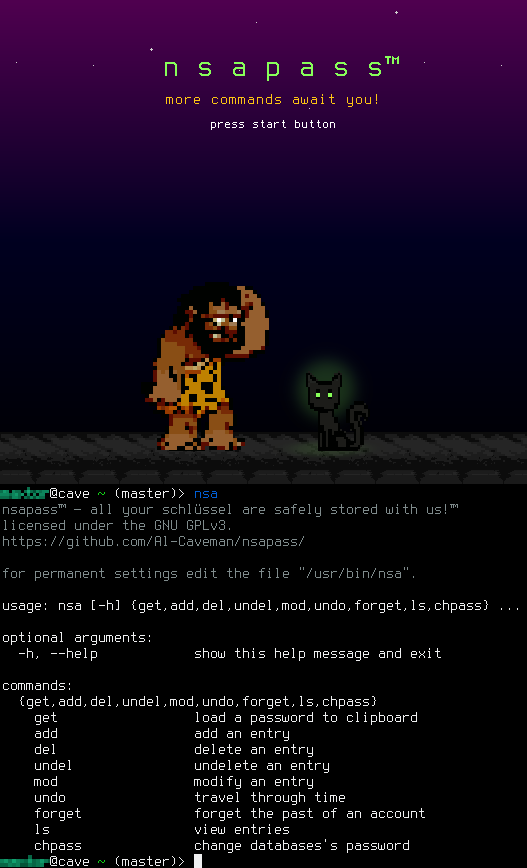 n s a p a s s™
more commands await you!
press start button
@cave ~ (master)> nsa
nsapass™ - all your schlüssel are safely stored with us!™
licensed under the GNU GPLv3.
https://github.com/Al-Caveman/nsapass/
for permanent settings edit the file "/usr/bin/nsa".
usage: nsa [-h] {get,add,del,undel,mod,undo,forget,ls,chpass} ...
optional arguments:
-h, --help show this help message and exit
commands:
{get,add,del,undel,mod,undo,forget,ls,chpass}
get load a password to clipboard
add add an entry
del delete an entry
undel undelete an entry
mod modify an entry
undo travel through time
forget forget the past of an account
ls view entries
chpass change databases's password
@cave ~ (master)>